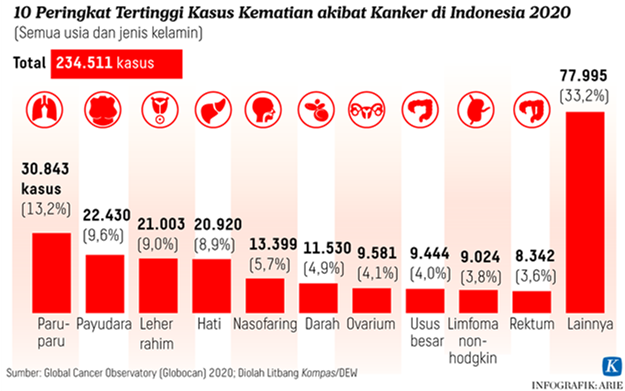 10 Peringkat Tertinggi Kasus Kematian akibat Kanker di Indonesia 2020
(Semua usia dan jenis kelamin)
Total 234.511 kasus
77.995
(33,2%)
30.843
kasus
(13,2%)
22.430
(9,6%)
21.003
(9,0%)
20.920
(8,9%)
13.399
(5,7%)
11.530
(4,9%)
9.581
(4,1%)
9.444
(4,0%)
9.024
(3,8%)
8.342
(3,6%)
Paru-
paru
Payudara
Leher
rahim
Hati
Nasofaring
Darah
Ovarium
Usus
besar
Limfoma
non-
hodgkin
Rektum
Lainnya
Sumber: Global Cancer Observatory (Globocan) 2020; Diolah Litbang Kompas/DEW
K
INFOGRAFIK: ARIE